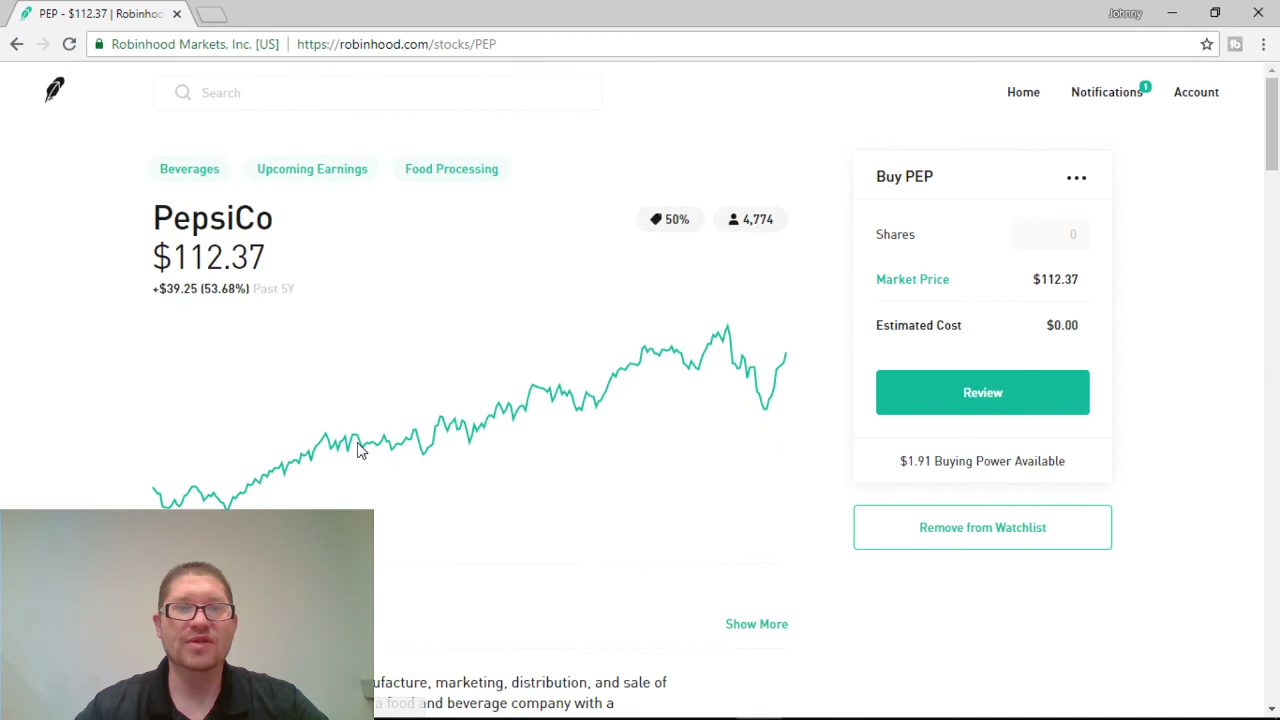 PEP - $112.37 | Robinhoo
Johnny
Robinhood Markets, Inc. [US] https://robinhood.com/stocks/PEP
Search
Home Notifications 1 Account
Beverages Upcoming Earnings Food Processing
PepsiCo
50% 4,774
$112.37
+$39.25 (53.68%) Past 5Y
Buy PEP
Shares 0
Market Price $112.37
Estimated Cost $0.00
Review
$1.91 Buying Power Available
Remove from Watchlist
Show More
ufacture, marketing, distribution, and sale of
a food and beverage company with a